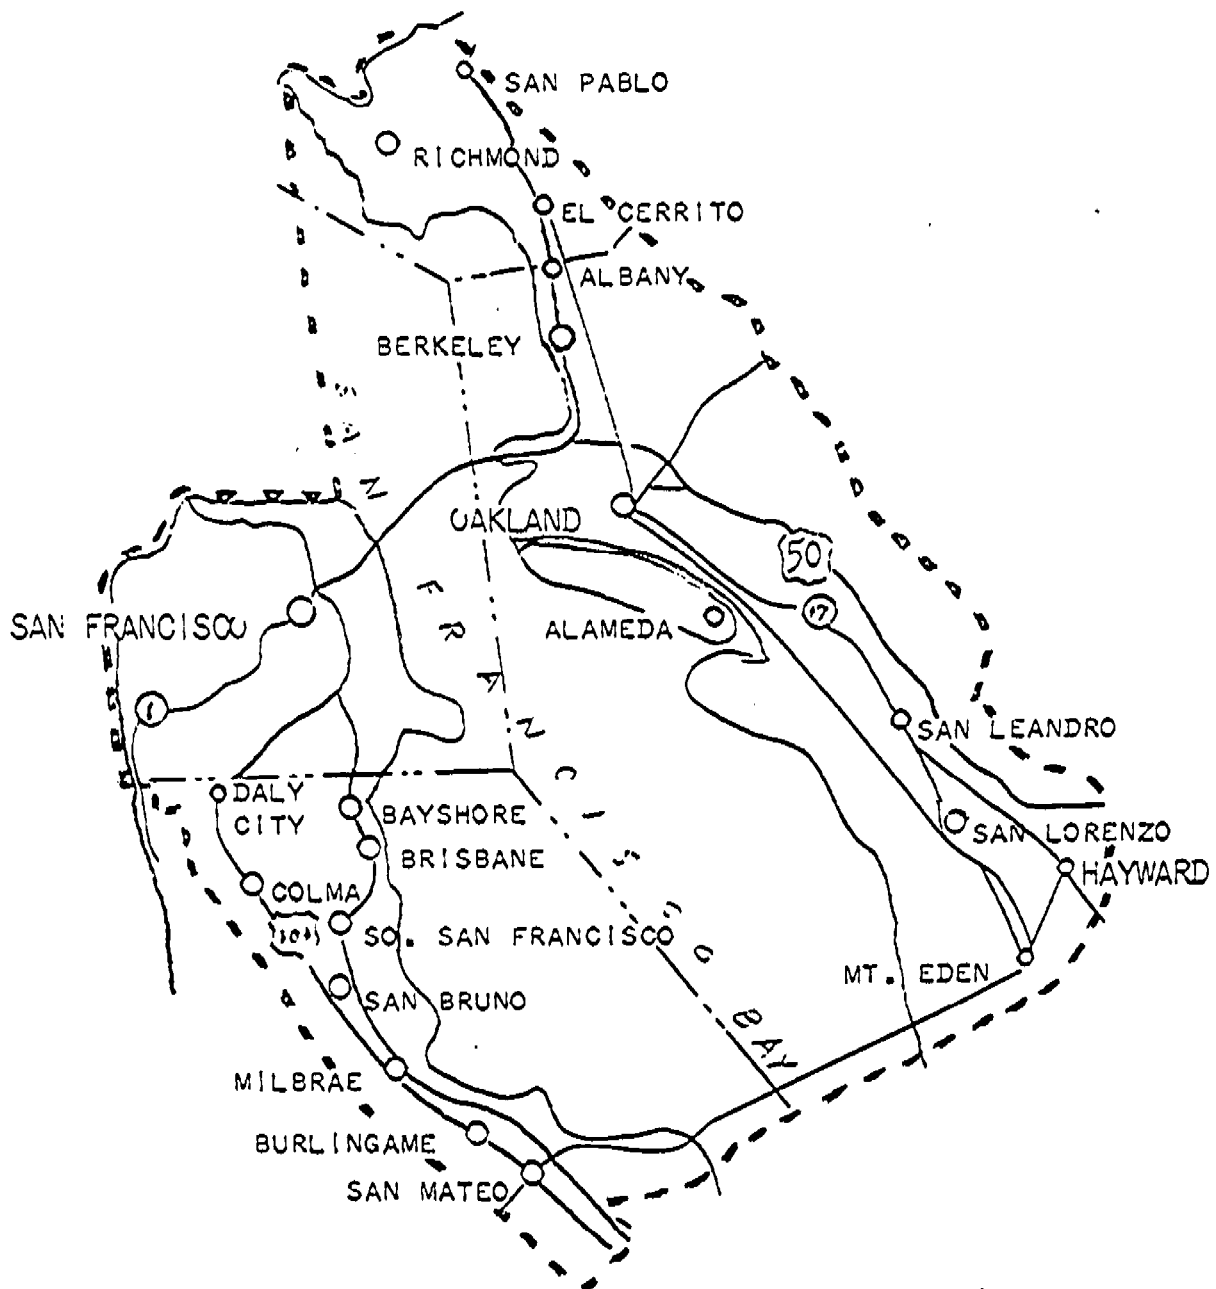 SAN PABLO
RICHMOND
EL CERRITO
ALBANY
BERKELEY
SAN FRANCISCO BAY
OAKLAND
50
SAN FRANCISCO
ALAMEDA
17
1
SAN LEANDRO
DALY
CITY
BAYSHORE
SAN LORENZO
BRISBANE
HAYWARD
COLMA
101
SO. SAN FRANCISCO
MT. EDEN
SAN BRUNO
MILBRAE
BURLINGAME
SAN MATEO